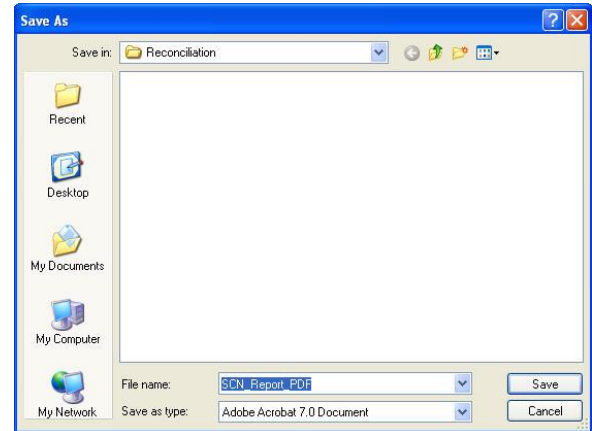 Save As
Save in: Reconciliation
Recent
Desktop
My Documents
My Computer
My Network
File name: SCN_Report_PDF Save
Save as type: Adobe Acrobat 7.0 Document Cancel